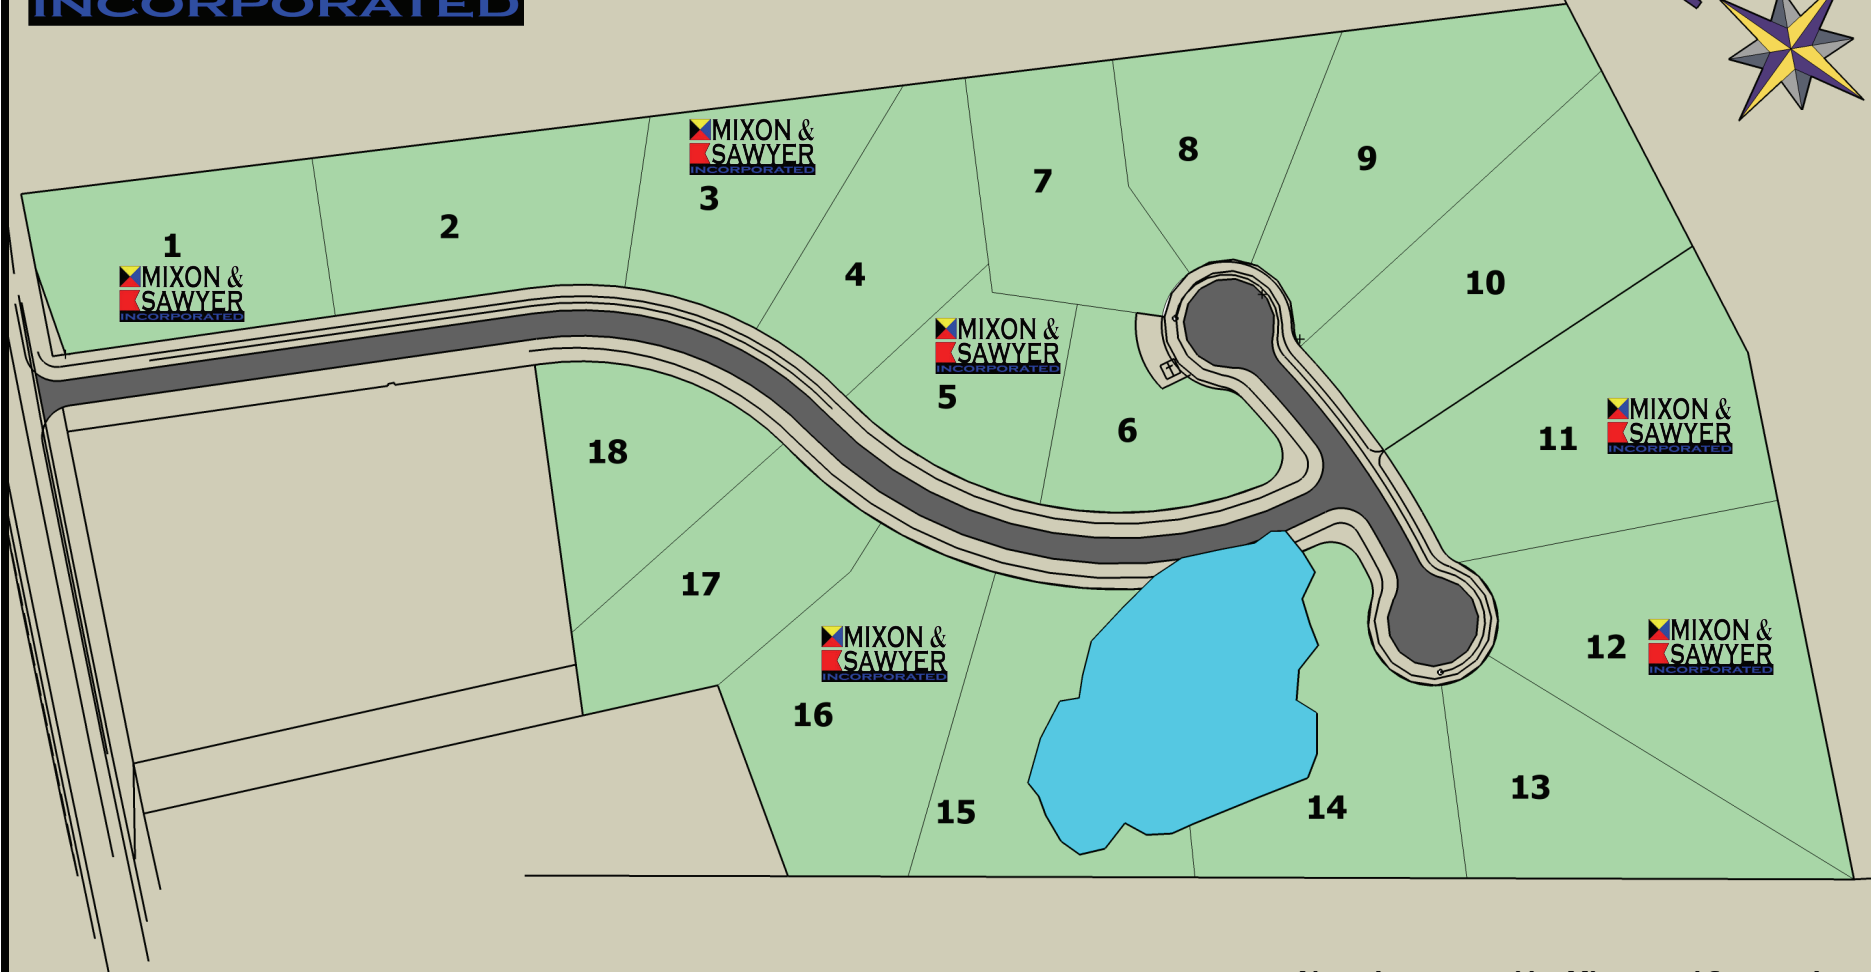 INCORPORATED
8
9
MIXON &
SAWYER
INCORPORATED
3
7
2
1
MIXON &
SAWYER
INCORPORATED
4
10
MIXON &
SAWYER
INCORPORATED
5
6
11
MIXON &
SAWYER
INCORPORATED
18
17
MIXON &
SAWYER
INCORPORATED
16
12
MIXON &
SAWYER
INCORPORATED
15
14
13